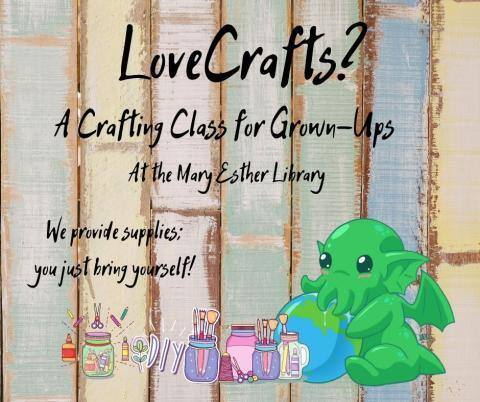 LoveCrafts?
A Crafting Class for Grown-Ups
At the Mary Esther Library
We provide supplies;
you just bring yourself!
DIY